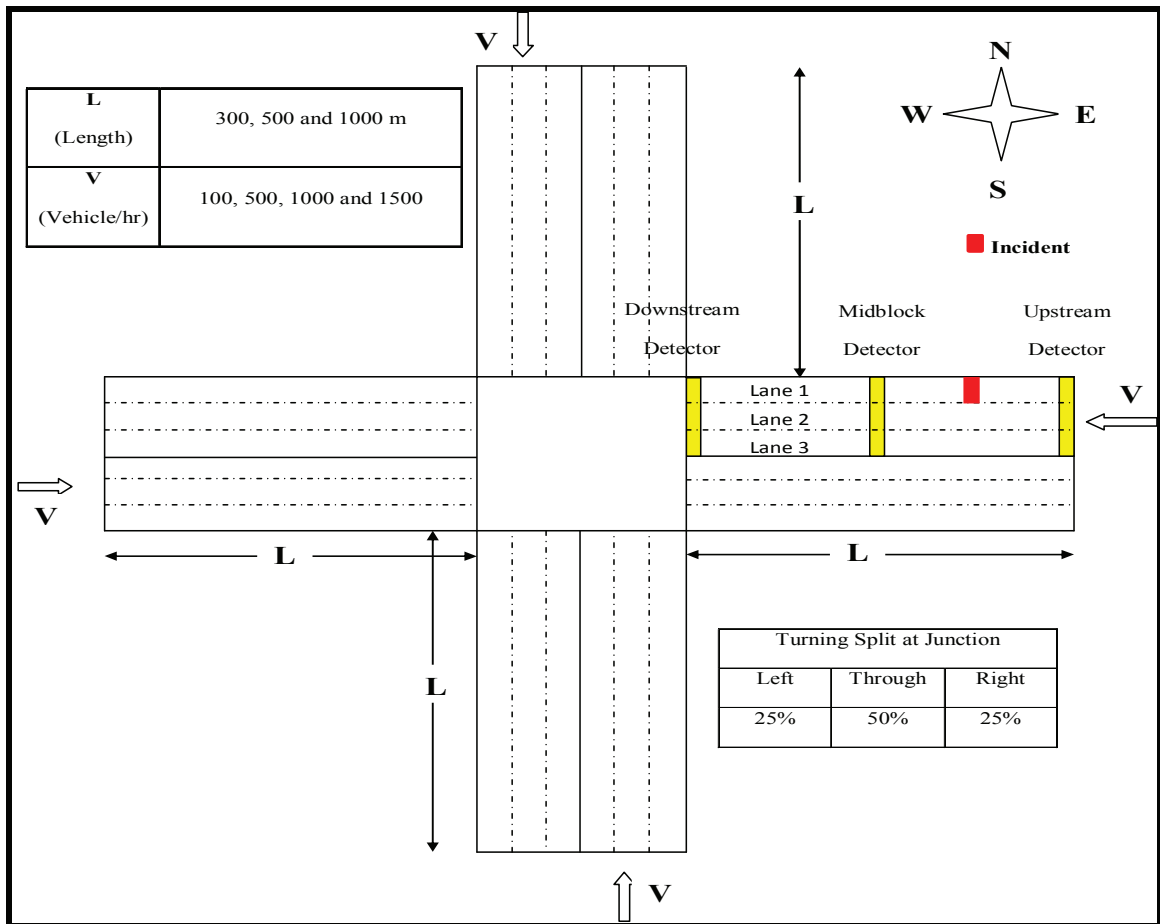 V
N
L
(Length)
300, 500 and 1000 m
W
E
V
(Vehicle/hr)
100, 500, 1000 and 1500
S
L
Incident
Downstream
Detector
Midblock
Detector
Upstream
Detector
Lane 1
Lane 2
Lane 3
V
V
L
L
Turning Split at Junction
Left
Through
Right
25%
50%
25%
L
V